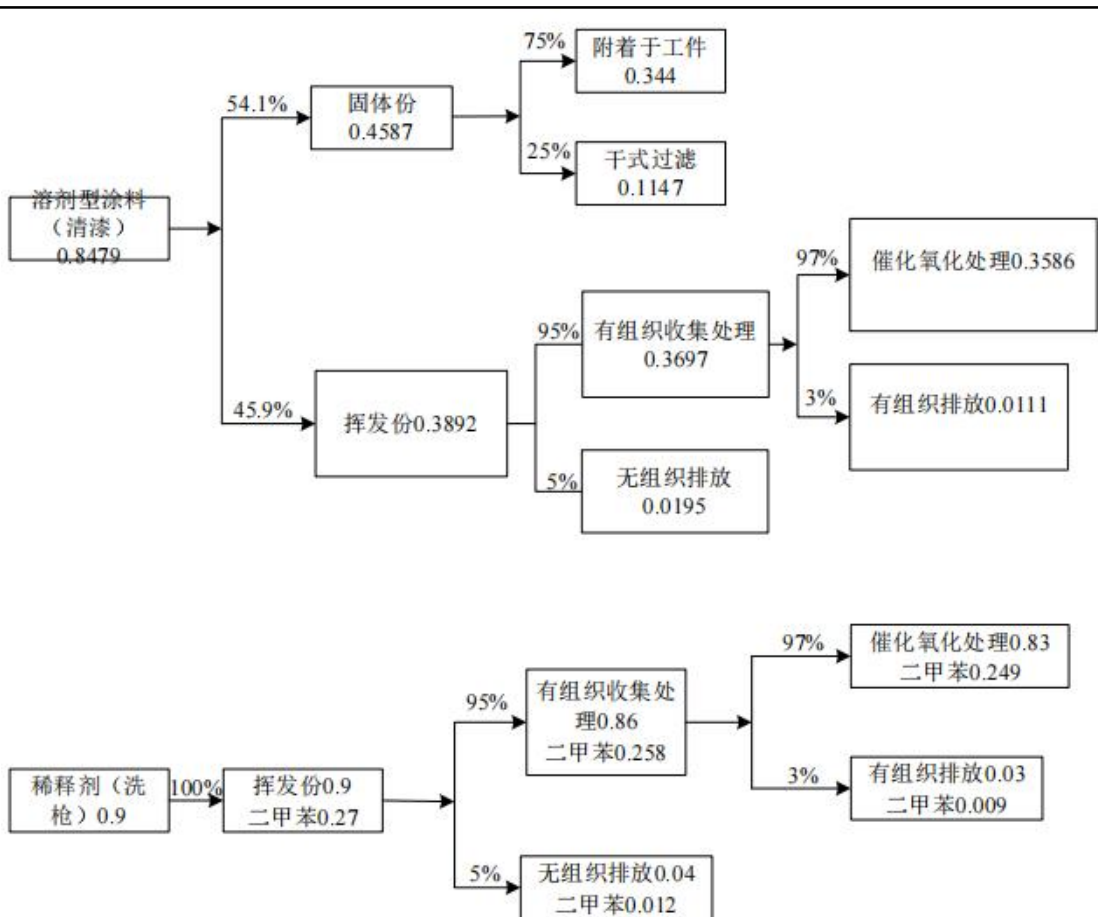 75%
附着于工件
0.344
54.1%
固体份
0.4587
25%
干式过滤
0.1147
溶剂型涂料
（清漆）
0.8479
97%
催化氧化处理0.3586
95%
有组织收集处理
0.3697
3%
有组织排放0.0111
45.9%
挥发份0.3892
5%
无组织排放
0.0195
97%
催化氧化处理0.83
二甲苯0.249
95%
有组织收集处
理0.86
二甲苯0.258
稀释剂（洗
枪）0.9
100%
挥发份0.9
二甲苯0.27
3%
有组织排放0.03
二甲苯0.009
5%
无组织排放0.04
二甲苯0.012